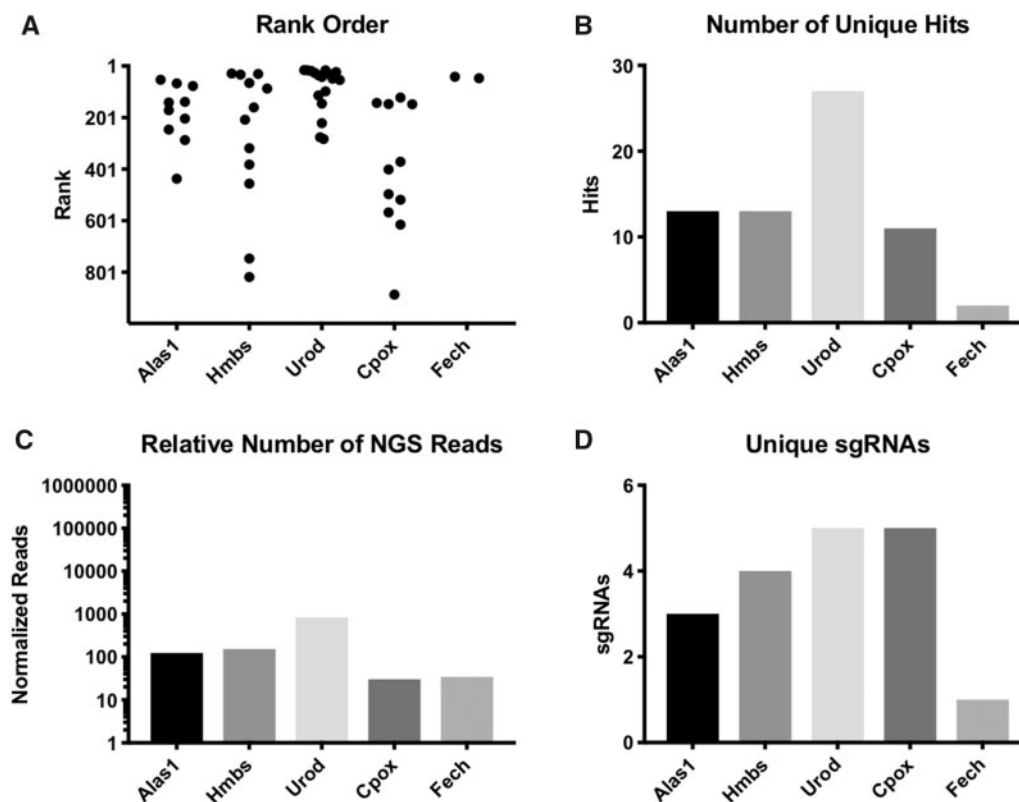 A
Rank Order
1
201
401
601
801
Rank
Alas1
Hmbs
Urod
Cpox
Fech
B
Number of Unique Hits
30
20
10
0
Hits
Alas1
Hmbs
Urod
Cpox
Fech
C
Relative Number of NGS Reads
1000000
100000
10000
1000
100
10
1
Normalized Reads
Alas1
Hmbs
Urod
Cpox
Fech
D
Unique sgRNAs
6
4
2
0
sgRNAs
Alas1
Hmbs
Urod
Cpox
Fech